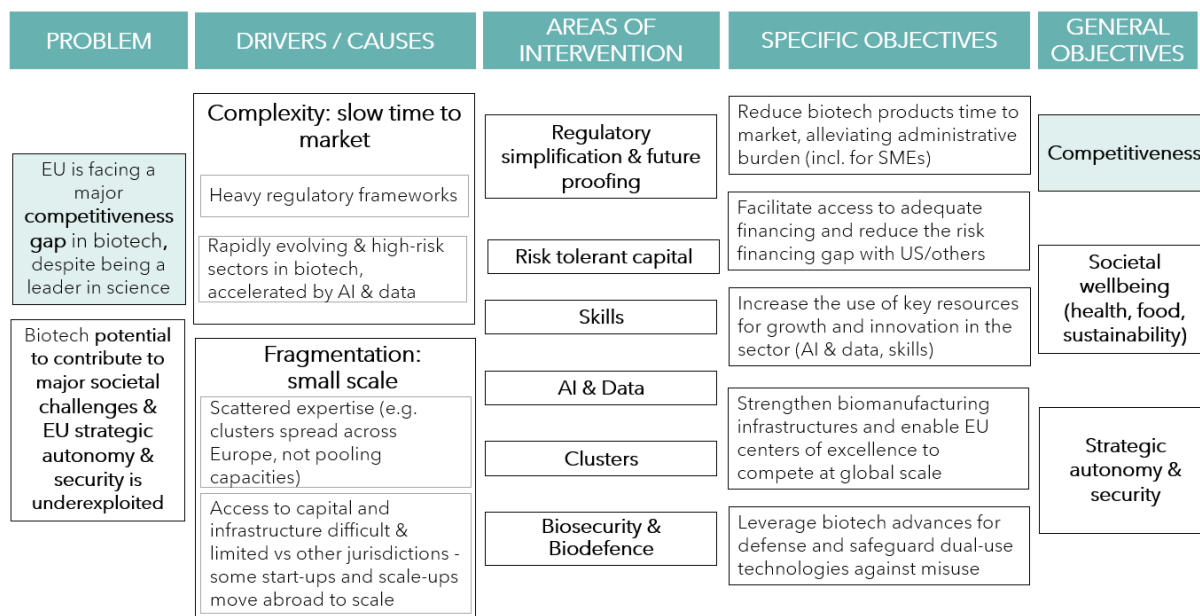 PROBLEM
DRIVERS / CAUSES
AREAS OF
INTERVENTION
SPECIFIC OBJECTIVES
GENERAL
OBJECTIVES
EU is facing a
major
competitiveness
gap in biotech,
despite being a
leader in science
Biotech potential
to contribute to
major societal
challenges &
EU strategic
autonomy &
security is
underexploited
Complexity: slow time to
market
Heavy regulatory frameworks
Rapidly evolving & high-risk
sectors in biotech,
accelerated by AI & data
Fragmentation:
small scale
Scattered expertise (e.g.
clusters spread across
Europe, not pooling
capacities)
Access to capital and
infrastructure difficult &
limited vs other jurisdictions -
some start-ups and scale-ups
move abroad to scale
Regulatory
simplification & future
proofing
Risk tolerant capital
Skills
AI & Data
Clusters
Biosecurity &
Biodefence
Reduce biotech products time to
market, alleviating administrative
burden (incl. for SMEs)
Facilitate access to adequate
financing and reduce the risk
financing gap with US/others
Increase the use of key resources
for growth and innovation in the
sector (AI & data, skills)
Strengthen biomanufacturing
infrastructures and enable EU
centers of excellence to
compete at global scale
Leverage biotech advances for
defense and safeguard dual-use
technologies against misuse
Competitiveness
Societal
wellbeing
(health, food,
sustainability)
Strategic
autonomy &
security